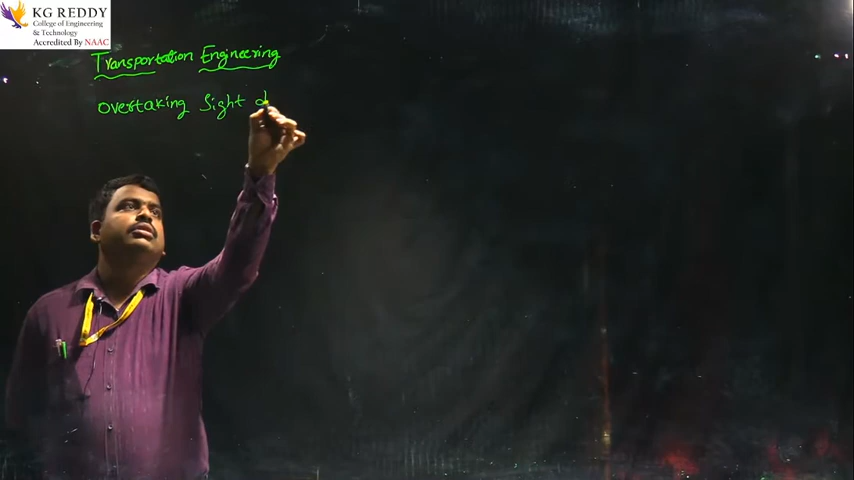 KG REDDY
College of Engineering
& Technology
Accredited By NAAC
Transportation Engineering
overtaking Sight d